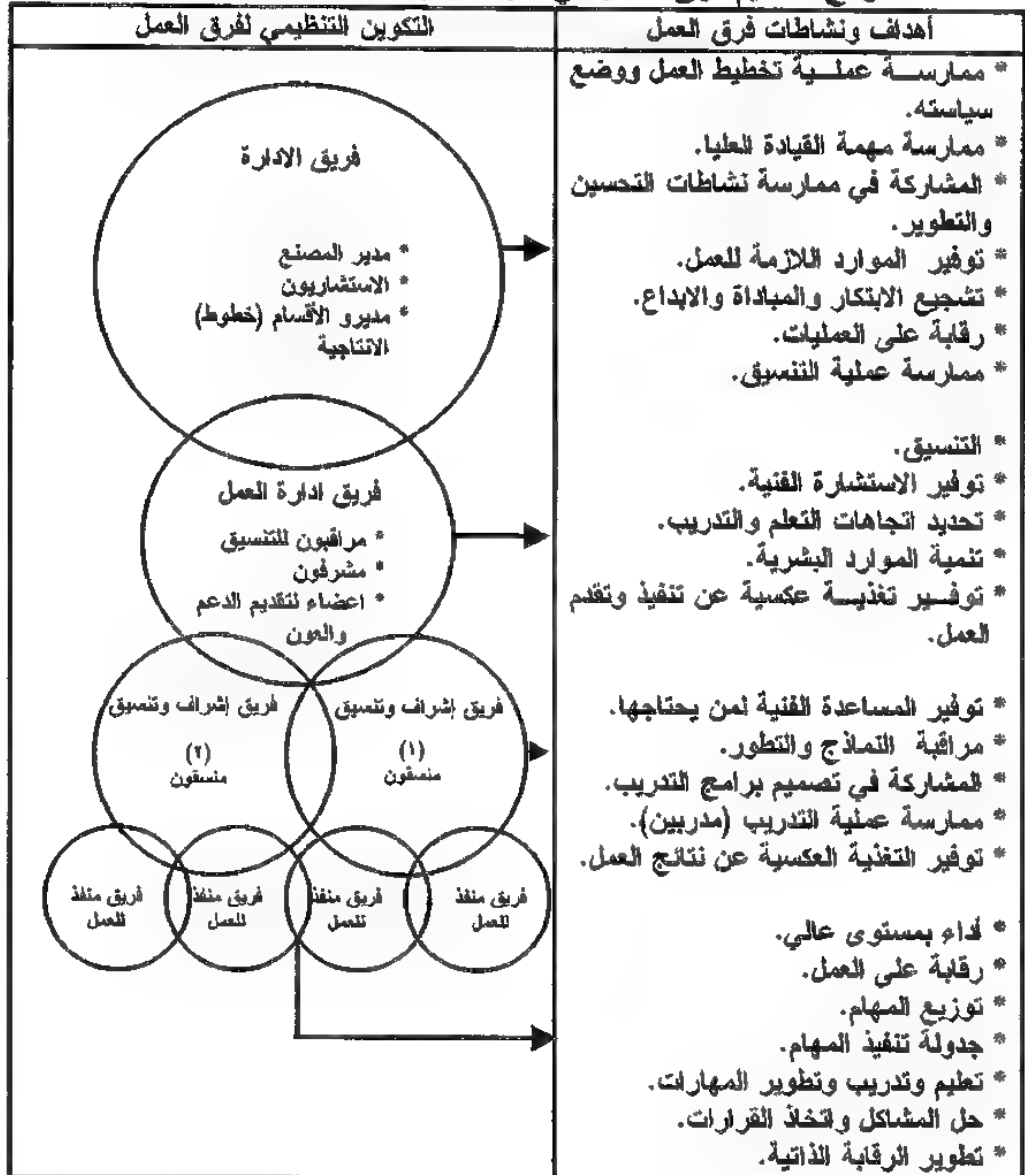 أهداف ونشاطات فرق العمل
التكوين التنظيمي لفرق العمل
* ممارسة عملية تخطيط العمل ووضع
سياسته.
* ممارسة مهمة القيادة العليا.
* المشاركة في ممارسة نشاطات التحسين
والتطوير.
* توفير الموارد اللازمة للعمل.
* تشجيع الابتكار والمباداة والابداع.
* رقابة على العمليات.
* ممارسة عملية التنسيق.
* التنسيق.
* توفير الاستشارة الفنية.
* تحديد اتجاهات التعلم والتدريب.
* تنمية الموارد البشرية.
* توفير تغذية عكسية عن تنفيذ وتقدم
العمل.
* توفير المساعدة الفنية لمن يحتاجها.
* مراقبة النماذج والتطور.
* المشاركة في تصميم برامج التدريب.
* ممارسة عملية التدريب (مدربين).
* توفير التغذية العكسية عن نتائج العمل.
* أداء بمستوى عالي.
* رقابة على العمل.
* توزيع المهام.
* جدولة تنفيذ المهام.
* تعليم وتدريب وتطوير المهارات.
* حل المشاكل واتخاذ القرارات.
* تطوير الرقابة الذاتية.
فريق الادارة
* مدير المصنع
* الاستشاريون
* مديرو الأقسام (خطوط)
الانتاجية
فريق ادارة العمل
* مراقبون للتنسيق
* مشرفون
* اعضاء لتقديم الدعم
والعون
فريق إشراف وتنسيق
(١)
منسقون
فريق إشراف وتنسيق
(٢)
منسقون
فريق منفذ
للعمل
فريق منفذ
للعمل
فريق منفذ
للعمل
فريق منفذ
للعمل